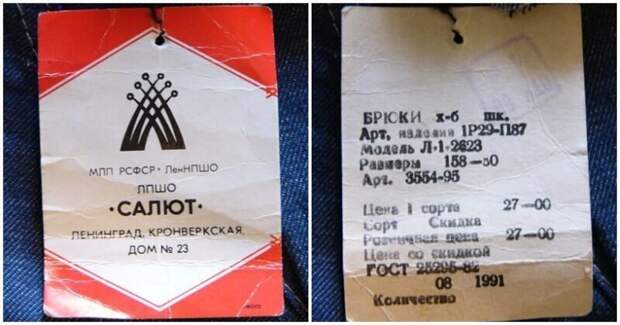 МЛП РСФСР • ЛенНПШО
ЛПШО
• САЛЮТ •
ЛЕНИНГРАД, КРОНВЕРКСКАЯ
ДОМ № 23
БРЮКИ х-б шк.
Арт. изделия 1Р29-П87
Модель Л-1-2623
Размеры 158-50
Арт. 3554-95
Цена 1 сорта 27-00
Сорт Скидка
Розничная цена 27-00
Цена со скидкой
ГОСТ 25295-82
08 1991
Количество